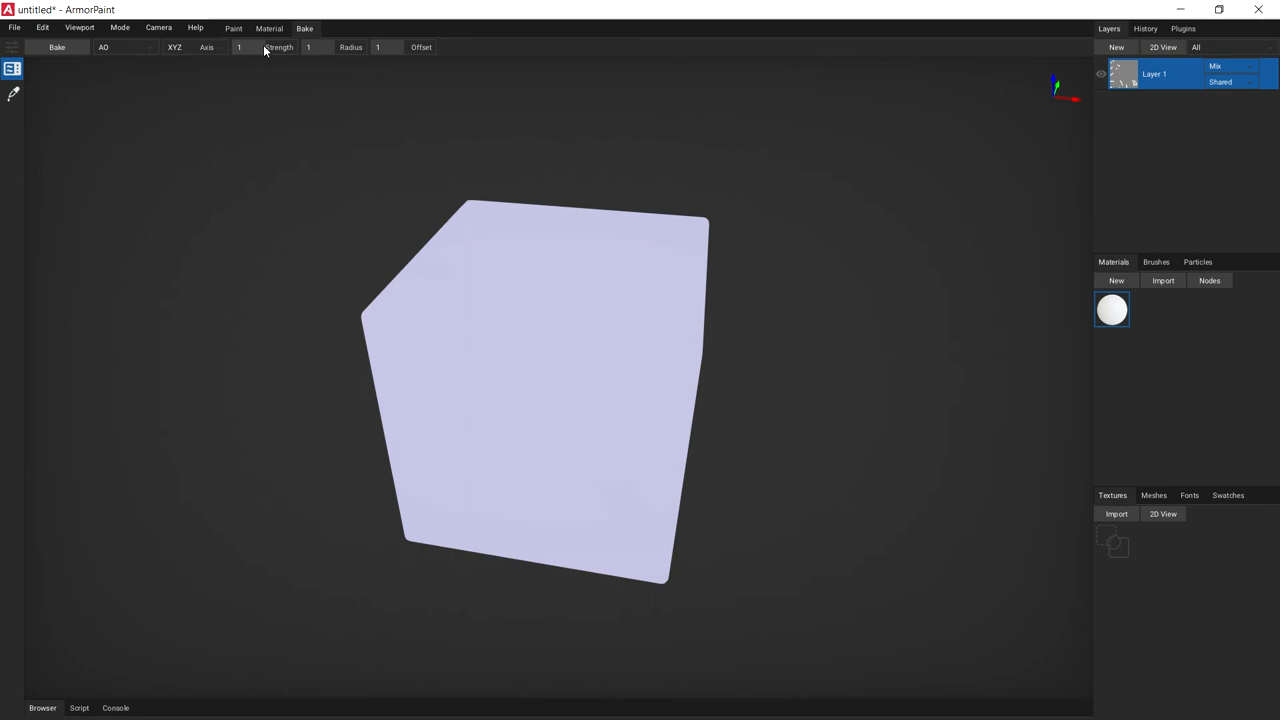 untitled* - ArmorPaint
File Edit Viewport Mode Camera Help Paint Material Bake
Bake AO XYZ Axis 1 Strength 1 Radius 1 Offset
Layers History Plugins
New 2D View All
Layer 1 Mix
Shared
Materials Brushes Particles
New Import Nodes
Textures Meshes Fonts Swatches
Import 2D View
Browser Script Console